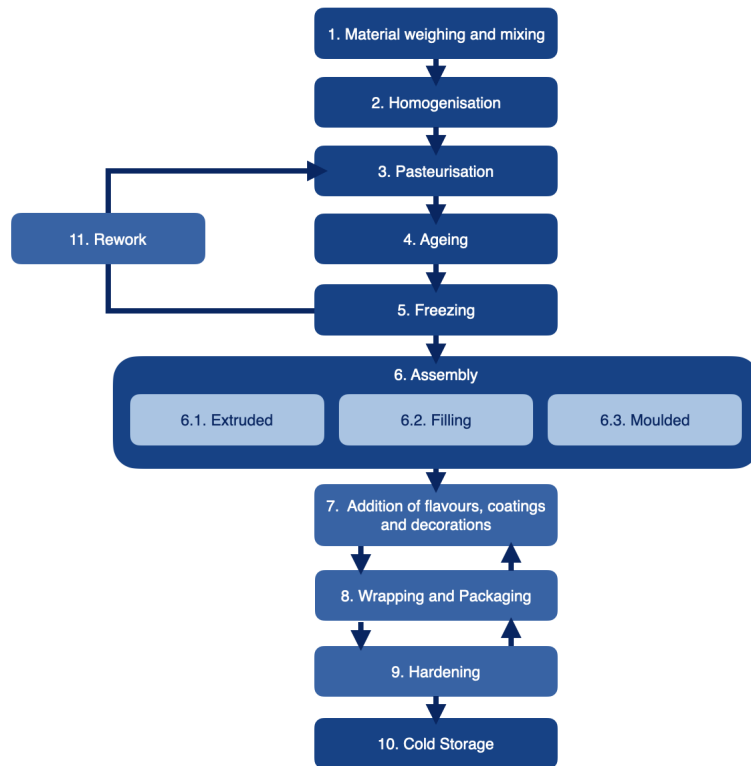 1. Material weighing and mixing
2. Homogenisation
3. Pasteurisation
11. Rework
4. Ageing
5. Freezing
6. Assembly
6.1. Extruded
6.2. Filling
6.3. Moulded
7. Addition of flavours, coatings
and decorations
8. Wrapping and Packaging
9. Hardening
10. Cold Storage